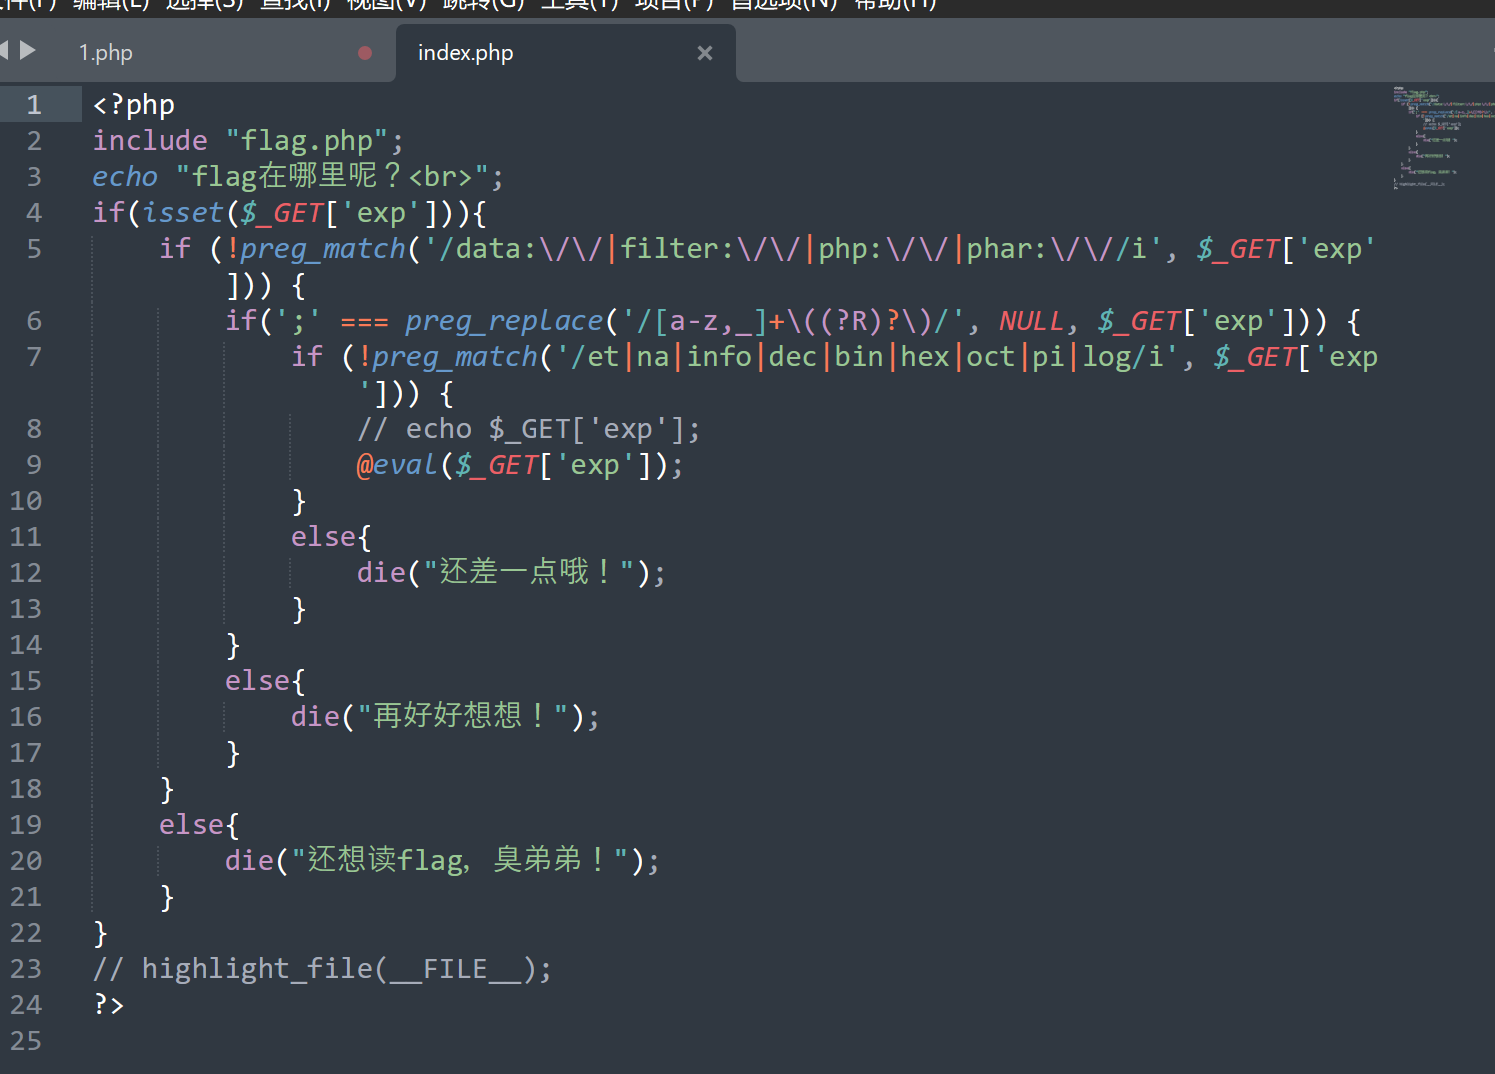 文件(F) 编辑(E) 选择(S) 查找(I) 视图(V) 跳转(G) 工具(T) 项目(P) 首选项(N) 帮助(H)
1.php index.php
1 <?php
2 include "flag.php";
3 echo "flag在哪里呢？<br>";
4 if(isset($_GET['exp'])){
5     if (!preg_match('/data:\/\/|filter:\/\/|php:\/\/|phar:\/\//i', $_GET['exp'
])) {
6         if(';' === preg_replace('/[a-z,_]+\((?R)?\)/', NULL, $_GET['exp'])) {
7             if (!preg_match('/et|na|info|dec|bin|hex|oct|pi|log/i', $_GET['exp
'])) {
8                 // echo $_GET['exp'];
9                 @eval($_GET['exp']);
10             }
11             else{
12                 die("还差一点哦！");
13             }
14         }
15         else{
16             die("再好好想想！");
17         }
18     }
19     else{
20         die("还想读flag, 臭弟弟！");
21     }
22 }
23 // highlight_file(__FILE__);
24 ?>
25